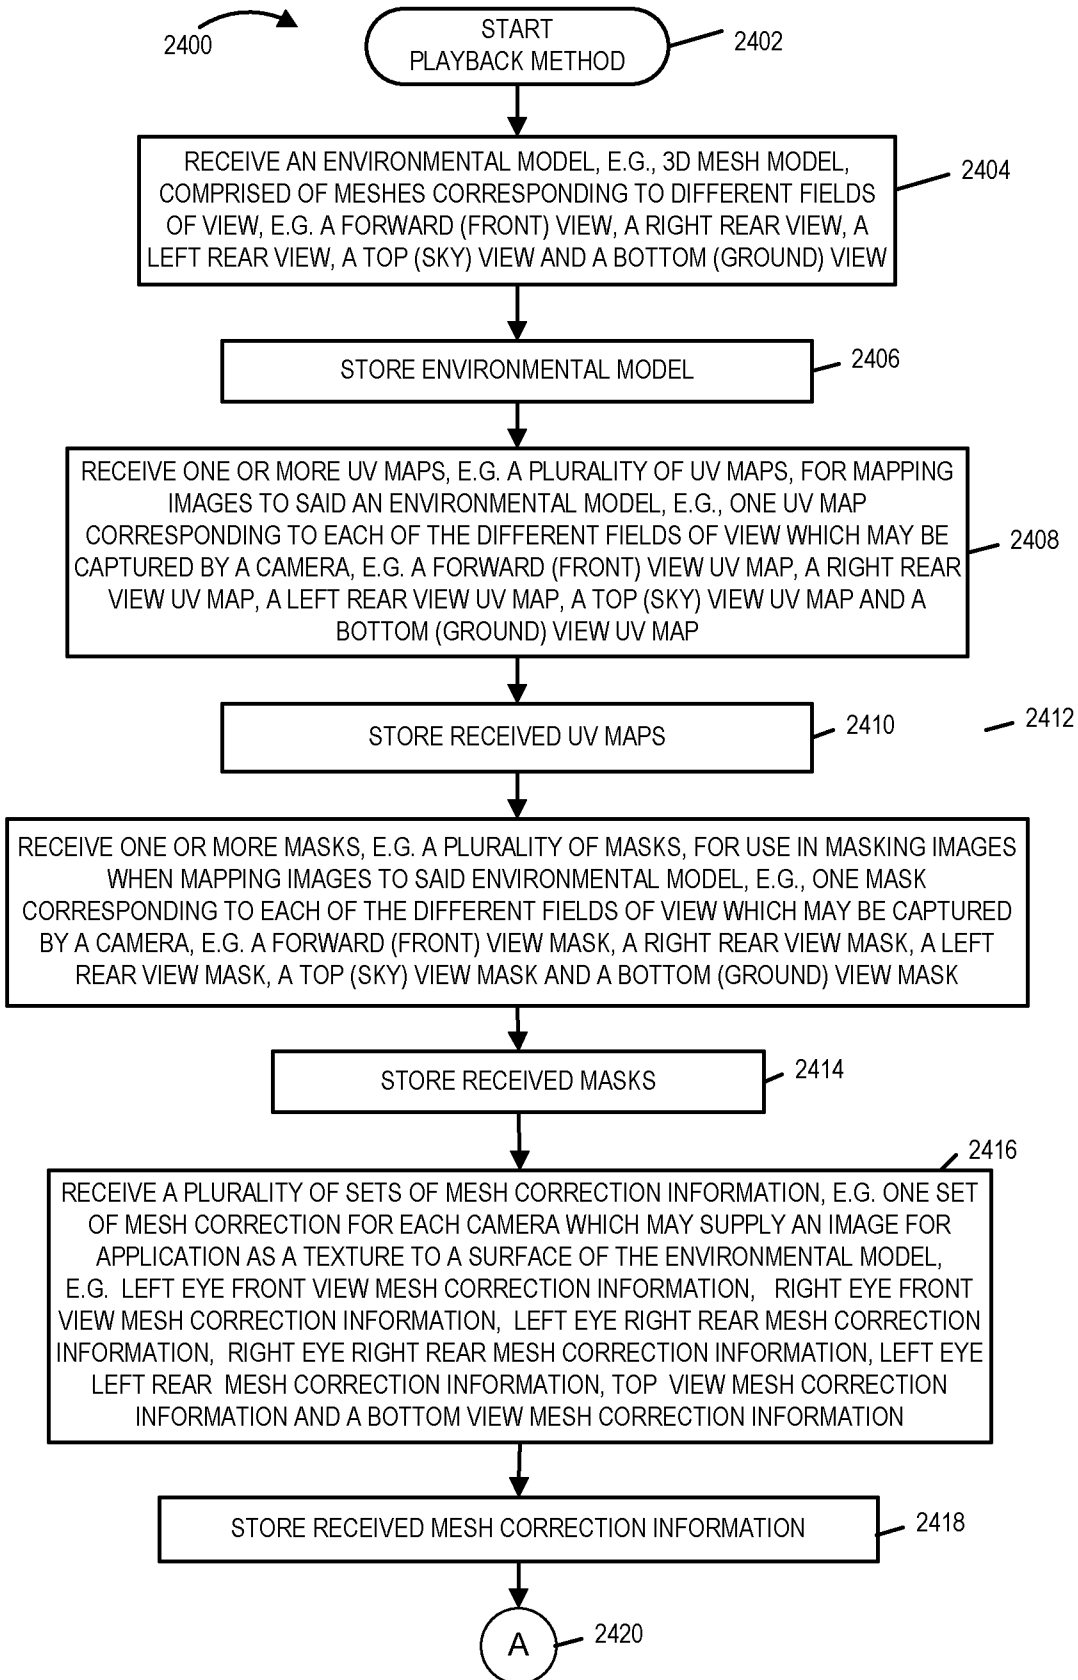 2400
START
PLAYBACK METHOD
2402
RECEIVE AN ENVIRONMENTAL MODEL, E.G., 3D MESH MODEL,
COMPRISED OF MESHES CORRESPONDING TO DIFFERENT FIELDS
OF VIEW, E.G. A FORWARD (FRONT) VIEW, A RIGHT REAR VIEW, A
LEFT REAR VIEW, A TOP (SKY) VIEW AND A BOTTOM (GROUND) VIEW
2404
STORE ENVIRONMENTAL MODEL
2406
RECEIVE ONE OR MORE UV MAPS, E.G. A PLURALITY OF UV MAPS, FOR MAPPING
IMAGES TO SAID AN ENVIRONMENTAL MODEL, E.G., ONE UV MAP
CORRESPONDING TO EACH OF THE DIFFERENT FIELDS OF VIEW WHICH MAY BE
CAPTURED BY A CAMERA, E.G. A FORWARD (FRONT) VIEW UV MAP, A RIGHT REAR
VIEW UV MAP, A LEFT REAR VIEW UV MAP, A TOP (SKY) VIEW UV MAP AND A
BOTTOM (GROUND) VIEW UV MAP
2408
STORE RECEIVED UV MAPS
2410
2412
RECEIVE ONE OR MORE MASKS, E.G. A PLURALITY OF MASKS, FOR USE IN MASKING IMAGES
WHEN MAPPING IMAGES TO SAID ENVIRONMENTAL MODEL, E.G., ONE MASK
CORRESPONDING TO EACH OF THE DIFFERENT FIELDS OF VIEW WHICH MAY BE CAPTURED
BY A CAMERA, E.G. A FORWARD (FRONT) VIEW MASK, A RIGHT REAR VIEW MASK, A LEFT
REAR VIEW MASK, A TOP (SKY) VIEW MASK AND A BOTTOM (GROUND) VIEW MASK
STORE RECEIVED MASKS
2414
2416
RECEIVE A PLURALITY OF SETS OF MESH CORRECTION INFORMATION, E.G. ONE SET
OF MESH CORRECTION FOR EACH CAMERA WHICH MAY SUPPLY AN IMAGE FOR
APPLICATION AS A TEXTURE TO A SURFACE OF THE ENVIRONMENTAL MODEL,
E.G. LEFT EYE FRONT VIEW MESH CORRECTION INFORMATION, RIGHT EYE FRONT
VIEW MESH CORRECTION INFORMATION, LEFT EYE RIGHT REAR MESH CORRECTION
INFORMATION, RIGHT EYE RIGHT REAR MESH CORRECTION INFORMATION, LEFT EYE
LEFT REAR MESH CORRECTION INFORMATION, TOP VIEW MESH CORRECTION
INFORMATION AND A BOTTOM VIEW MESH CORRECTION INFORMATION
STORE RECEIVED MESH CORRECTION INFORMATION
2418
A
2420